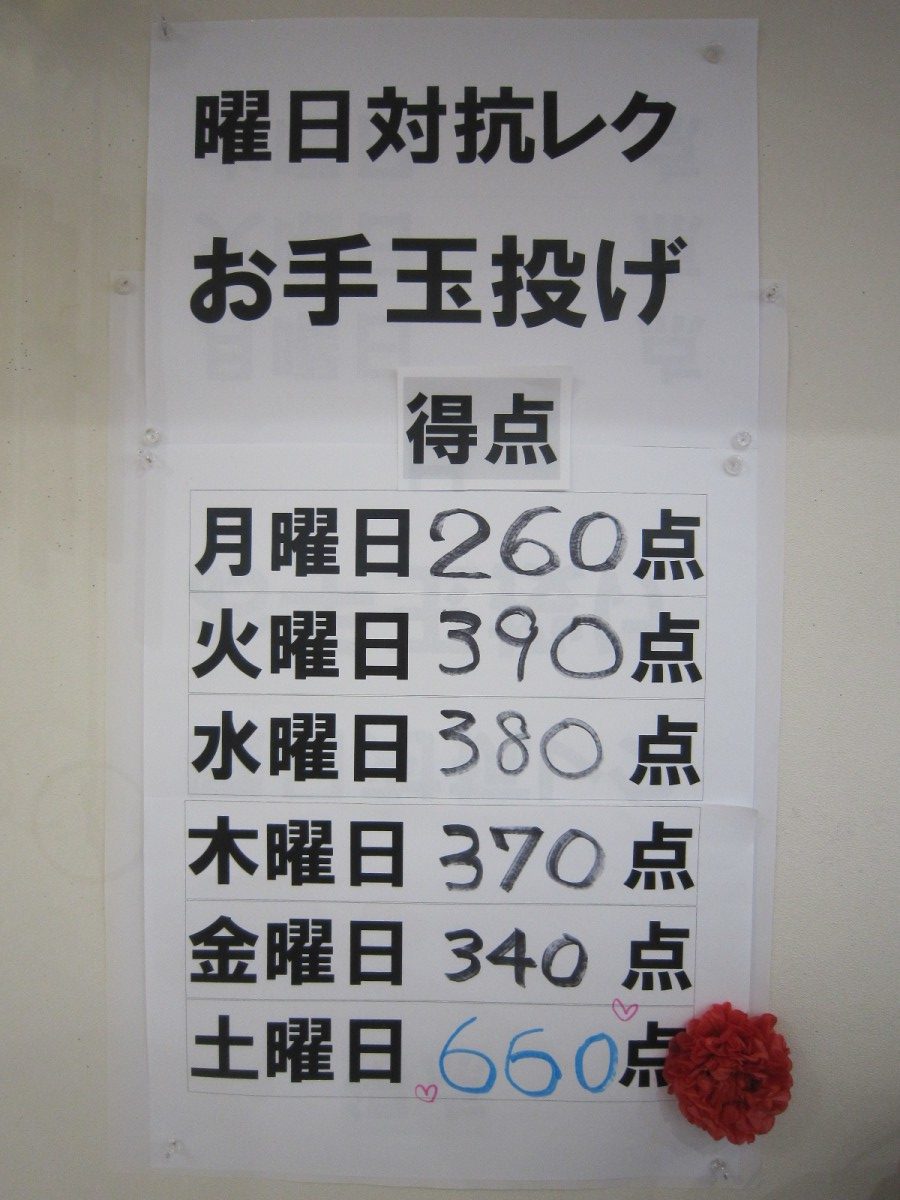 曜日対抗レク
お手玉投げ
得点
月曜日260点
火曜日390点
水曜日380点
木曜日370点
金曜日340点
土曜日660点